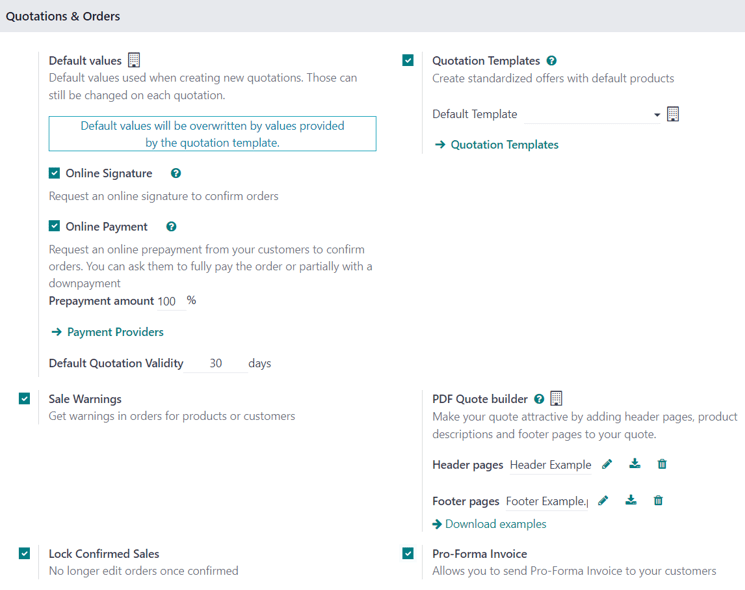 Quotations & Orders
Default values
Default values used when creating new quotations. Those can
still be changed on each quotation.
Default values will be overwritten by values provided
by the quotation template.
Online Signature ?
Request an online signature to confirm orders
Online Payment ?
Request an online prepayment from your customers to confirm
orders. You can ask them to fully pay the order or partially with a
downpayment
Prepayment amount 100 %
→ Payment Providers
Default Quotation Validity 30 days
Quotation Templates ?
Create standardized offers with default products
Default Template
→ Quotation Templates
Sale Warnings
Get warnings in orders for products or customers
PDF Quote builder ?
Make your quote attractive by adding header pages, product
descriptions and footer pages to your quote.
Header pages Header Example
Footer pages Footer Example.p
→ Download examples
Lock Confirmed Sales
No longer edit orders once confirmed
Pro-Forma Invoice
Allows you to send Pro-Forma Invoice to your customers